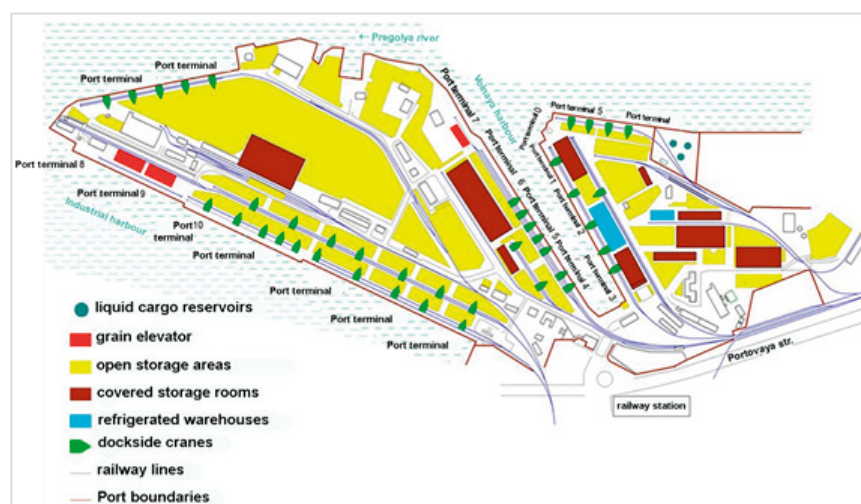 ← Pregolya river
Port terminal
Port terminal
Port terminal 7
Volnaya harbour
Port terminal 0
Port terminal 5
Port terminal
Port terminal 8
Port terminal 9
Industrial harbour
Port10
terminal
Port terminal
Port terminal
Port terminal
Port terminal
Port terminal
6
Port terminal 5
Port terminal 4
Port terminal 1
Port terminal 2
Port terminal 3
Portovaya str.
railway station
liquid cargo reservoirs
grain elevator
open storage areas
covered storage rooms
refrigerated warehouses
dockside cranes
railway lines
Port boundaries